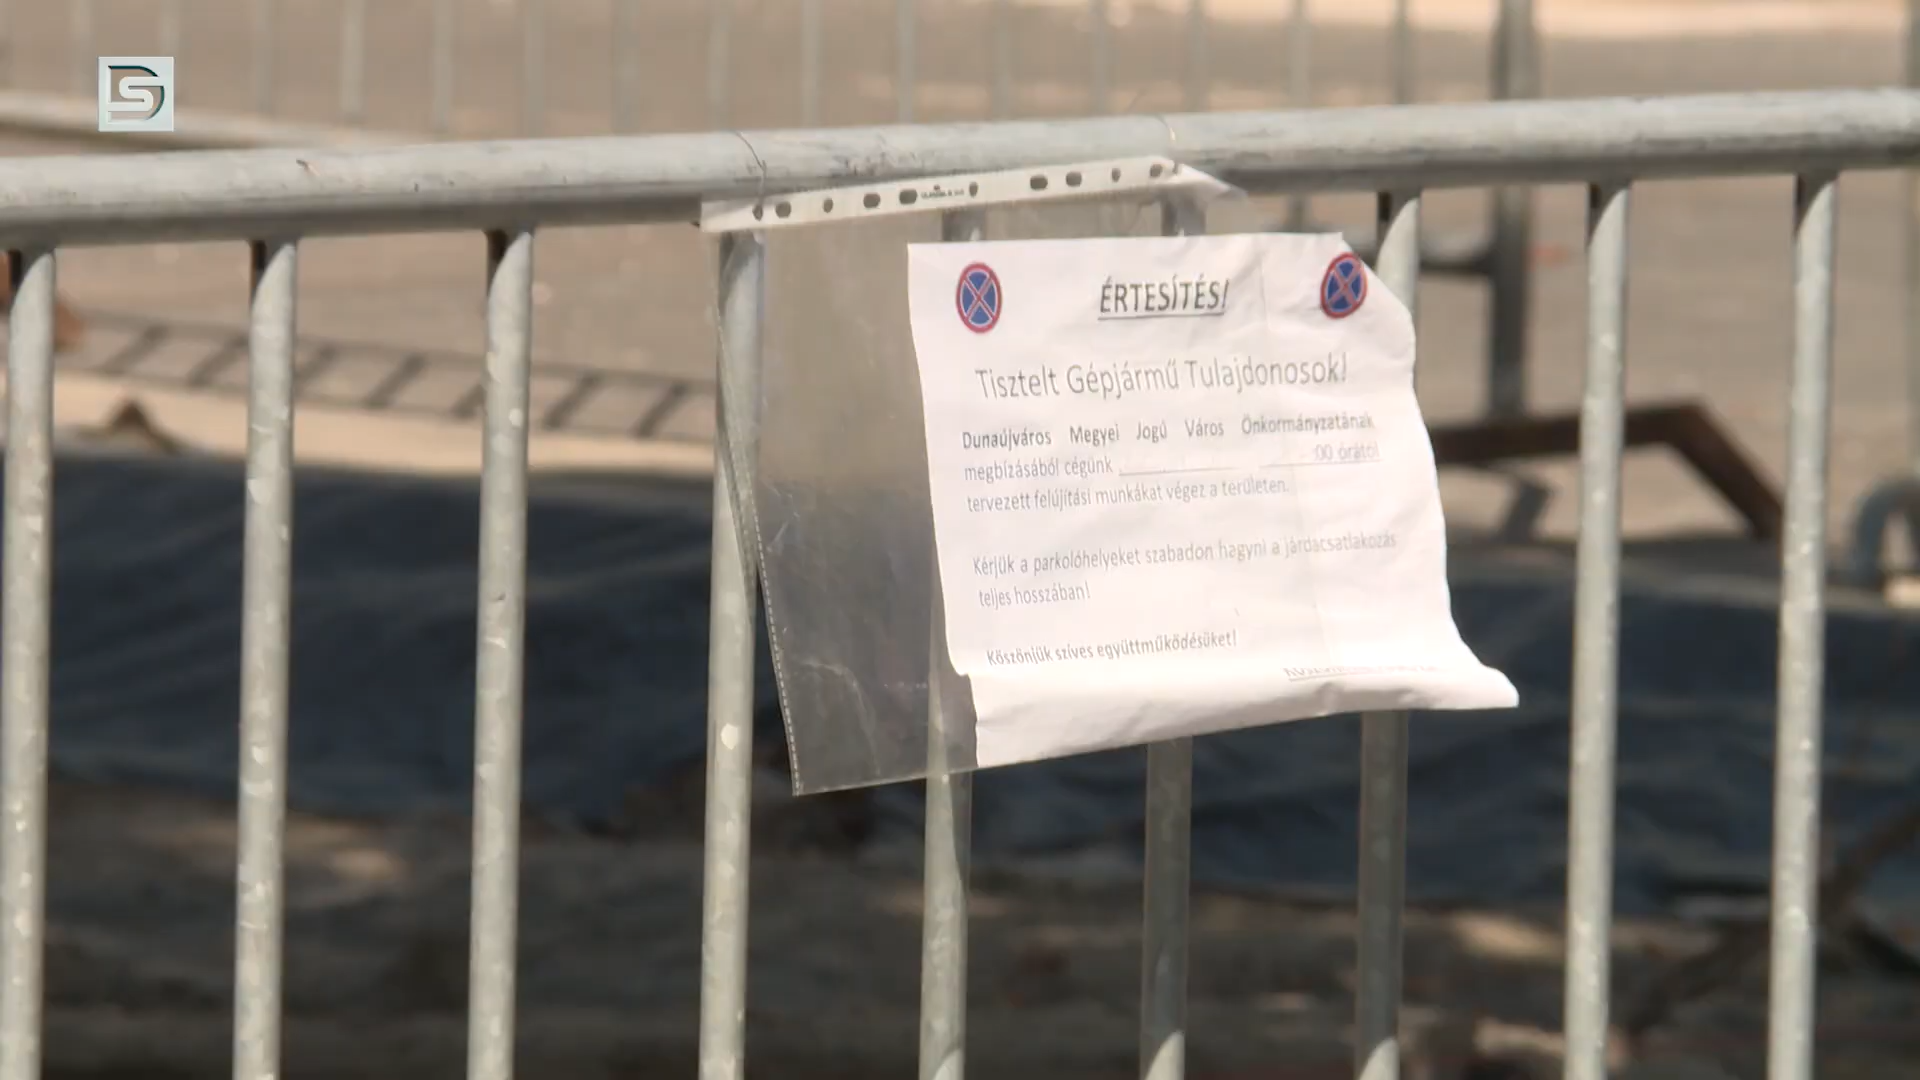 ÉRTESÍTÉS!
Tisztelt Gépjármű Tulajdonosok!
Dunaújváros Megyei Jogú Város Önkormányzatának
megbízásából cégünk 00 órától
tervezett felújítási munkákat végez a területen.
Kérjük a parkolóhelyeket szabadon hagyni a járdacsatlakozás
teljes hosszában!
Köszönjük szíves együttműködésüket!